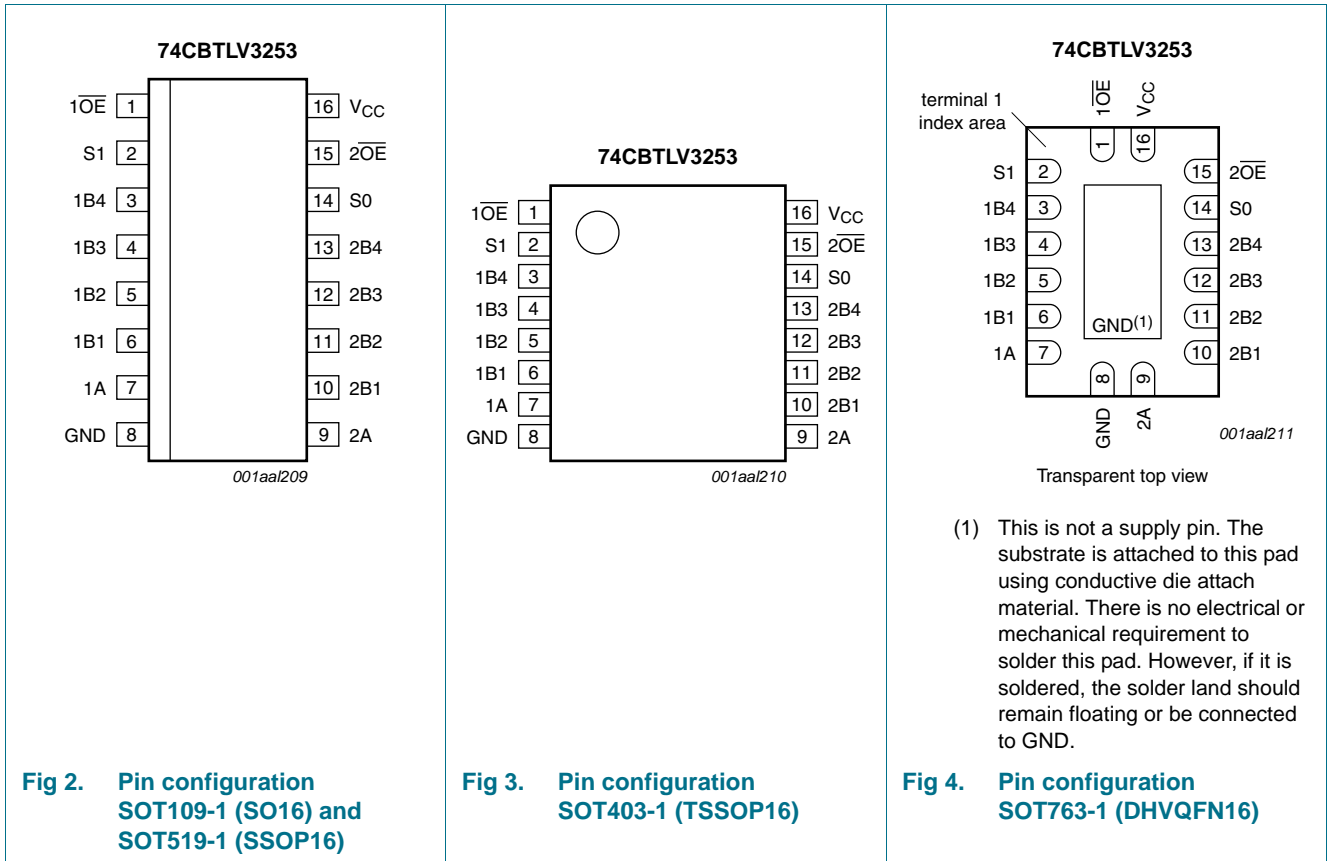 74CBTLV3253
1O̅E̅ 1
S1 2
1B4 3
1B3 4
1B2 5
1B1 6
1A 7
GND 8
16 VCC
15 2O̅E̅
14 S0
13 2B4
12 2B3
11 2B2
10 2B1
9 2A
001aal209
Fig 2. Pin configuration
SOT109-1 (SO16) and
SOT519-1 (SSOP16)
74CBTLV3253
1O̅E̅ 1
S1 2
1B4 3
1B3 4
1B2 5
1B1 6
1A 7
GND 8
16 VCC
15 2O̅E̅
14 S0
13 2B4
12 2B3
11 2B2
10 2B1
9 2A
001aal210
Fig 3. Pin configuration
SOT403-1 (TSSOP16)
74CBTLV3253
terminal 1
index area
1O̅E̅ 1
VCC 16
S1 2
1B4 3
1B3 4
1B2 5
1B1 6
1A 7
15 2O̅E̅
14 S0
13 2B4
12 2B3
11 2B2
10 2B1
GND(1)
8 GND
9 2A
001aal211
Transparent top view
(1) This is not a supply pin. The
substrate is attached to this pad
using conductive die attach
material. There is no electrical or
mechanical requirement to
solder this pad. However, if it is
soldered, the solder land should
remain floating or be connected
to GND.
Fig 4. Pin configuration
SOT763-1 (DHVQFN16)